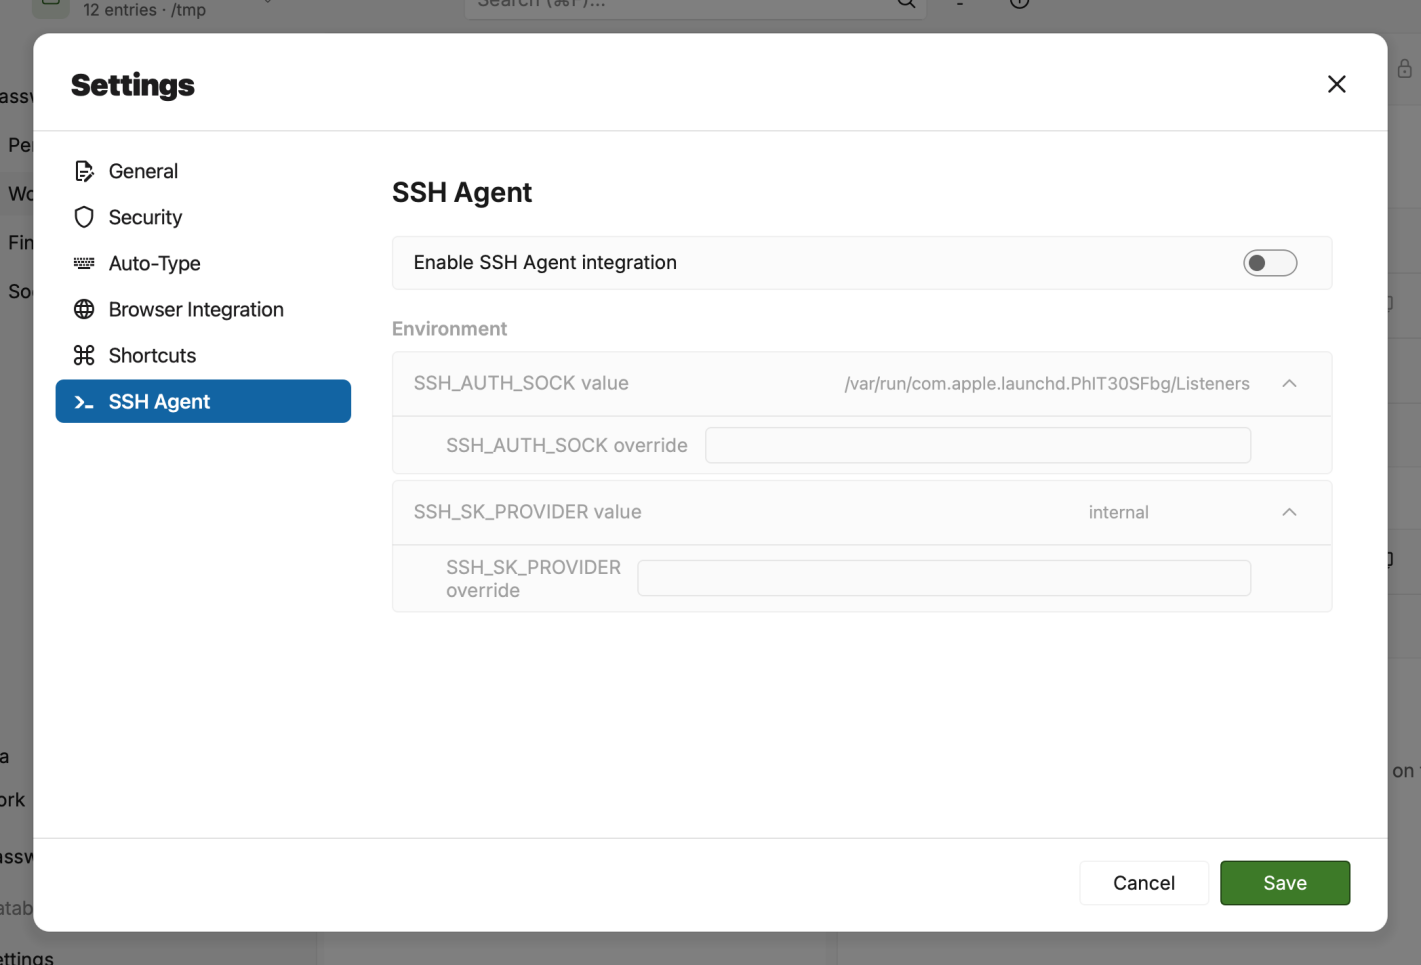 12 entries · /tmp
Search (⌘F)...
Settings
General
Security
Auto-Type
Browser Integration
Shortcuts
SSH Agent
SSH Agent
Enable SSH Agent integration
Environment
SSH_AUTH_SOCK value
/var/run/com.apple.launchd.PhIT30SFbg/Listeners
SSH_AUTH_SOCK override
SSH_SK_PROVIDER value
internal
SSH_SK_PROVIDER
override
on
Cancel
Save